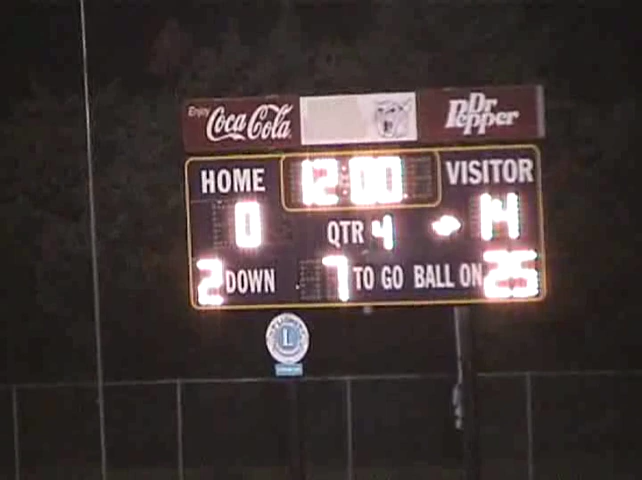 Enjoy Coca-Cola Dr Pepper
HOME 12:00 VISITOR
0 QTR 4 14
2 DOWN 7 TO GO BALL ON 25
L